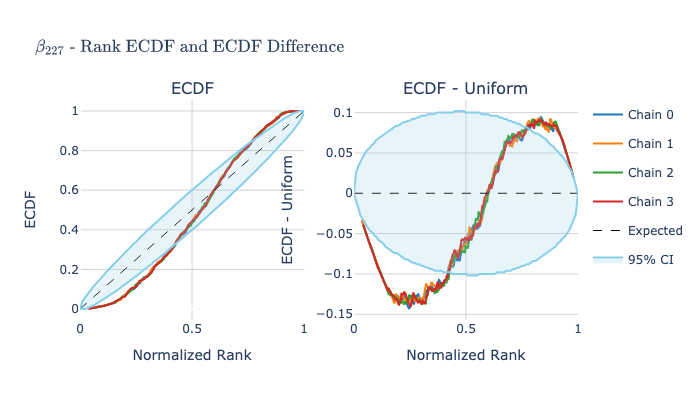 β227 - Rank ECDF and ECDF Difference
ECDF
ECDF - Uniform
ECDF
1
0.8
0.6
0.4
0.2
0
0
0.5
1
Normalized Rank
ECDF - Uniform
0.1
0.05
0
−0.05
−0.1
−0.15
0
0.5
1
Normalized Rank
Chain 0
Chain 1
Chain 2
Chain 3
Expected
95% CI